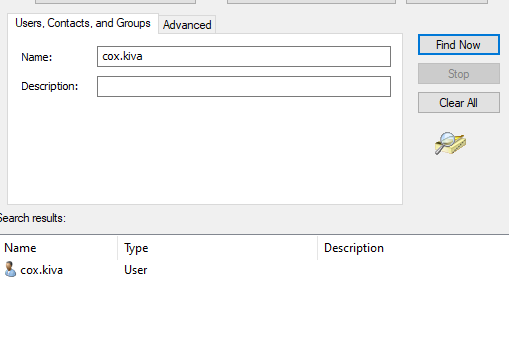 Users, Contacts, and Groups
Advanced
Name:
cox.kiva
Description:
Find Now
Stop
Clear All
Search results:
Name Type Description
cox.kiva User